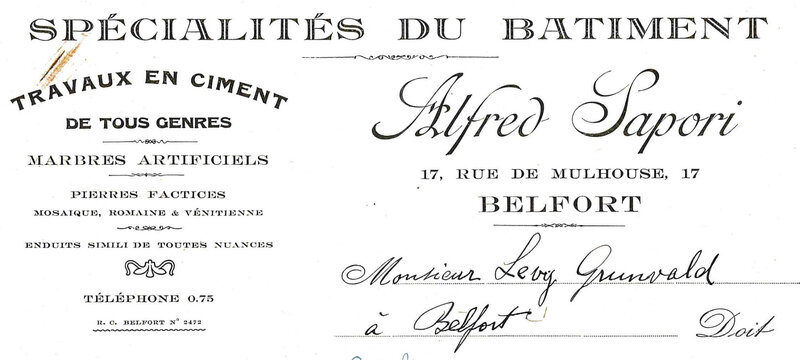 SPÉCIALITÉS DU BATIMENT
TRAVAUX EN CIMENT
DE TOUS GENRES
MARBRES ARTIFICIELS
PIERRES FACTICES
MOSAIQUE, ROMAINE & VÉNITIENNE
ENDUITS SIMILI DE TOUTES NUANCES
TÉLÉPHONE 0.75
R. C. BELFORT Nº 2472
Alfred Sapori
17, RUE DE MULHOUSE, 17
BELFORT
Monsieur Levy Grunvald
à Belfort Doit